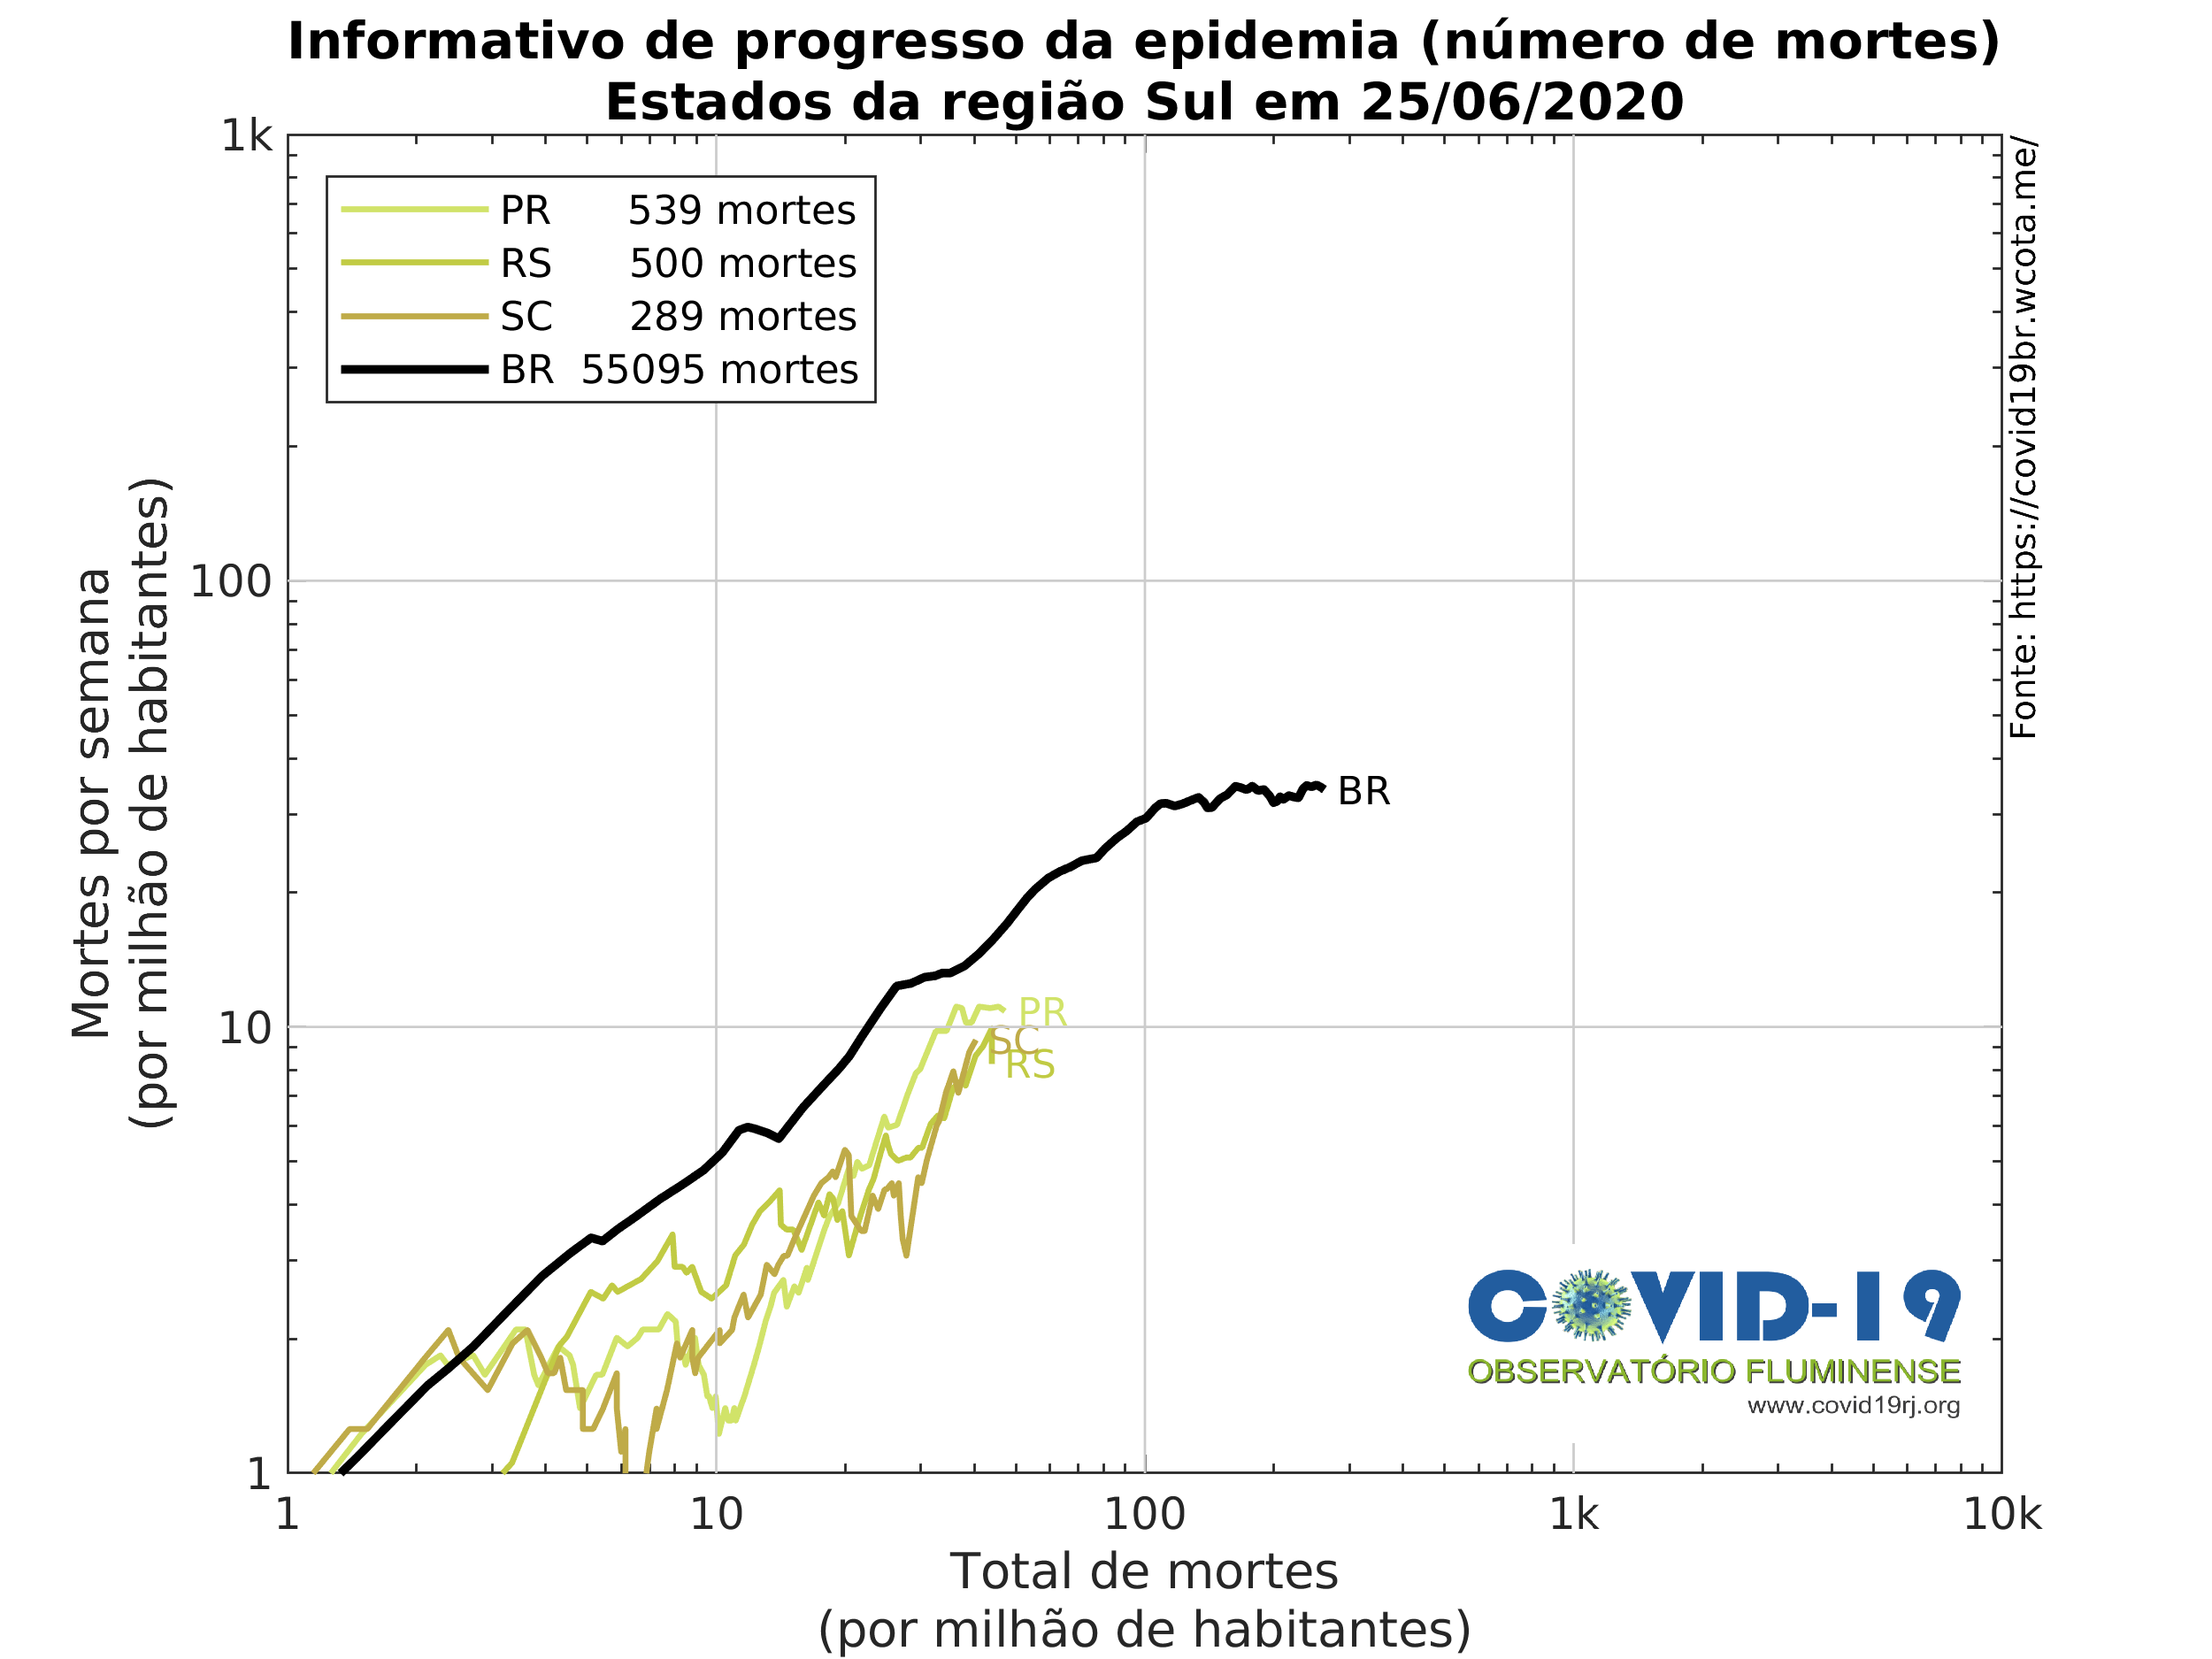 Informativo de progresso da epidemia (número de mortes)
Estados da região Sul em 25/06/2020
1k
100
10
1
PR 539 mortes
RS 500 mortes
SC 289 mortes
BR 55095 mortes
Mortes por semana
(por milhão de habitantes)
Fonte: https://covid19br.wcota.me/
BR
PR
SC
RS
COVID-19
OBSERVATÓRIO FLUMINENSE
www.covid19rj.org
1 10 100 1k 10k
Total de mortes
(por milhão de habitantes)